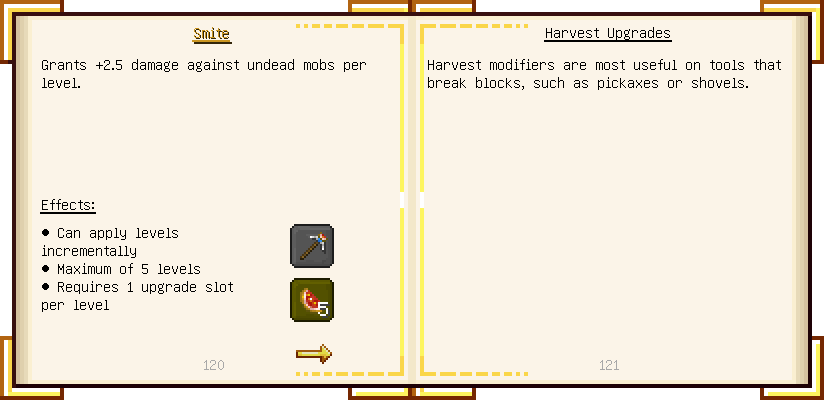 Smite
Grants +2.5 damage against undead mobs per
level.
Effects:
● Can apply levels
incrementally
● Maximum of 5 levels
● Requires 1 upgrade slot
per level
5
120
Harvest Upgrades
Harvest modifiers are most useful on tools that
break blocks, such as pickaxes or shovels.
121